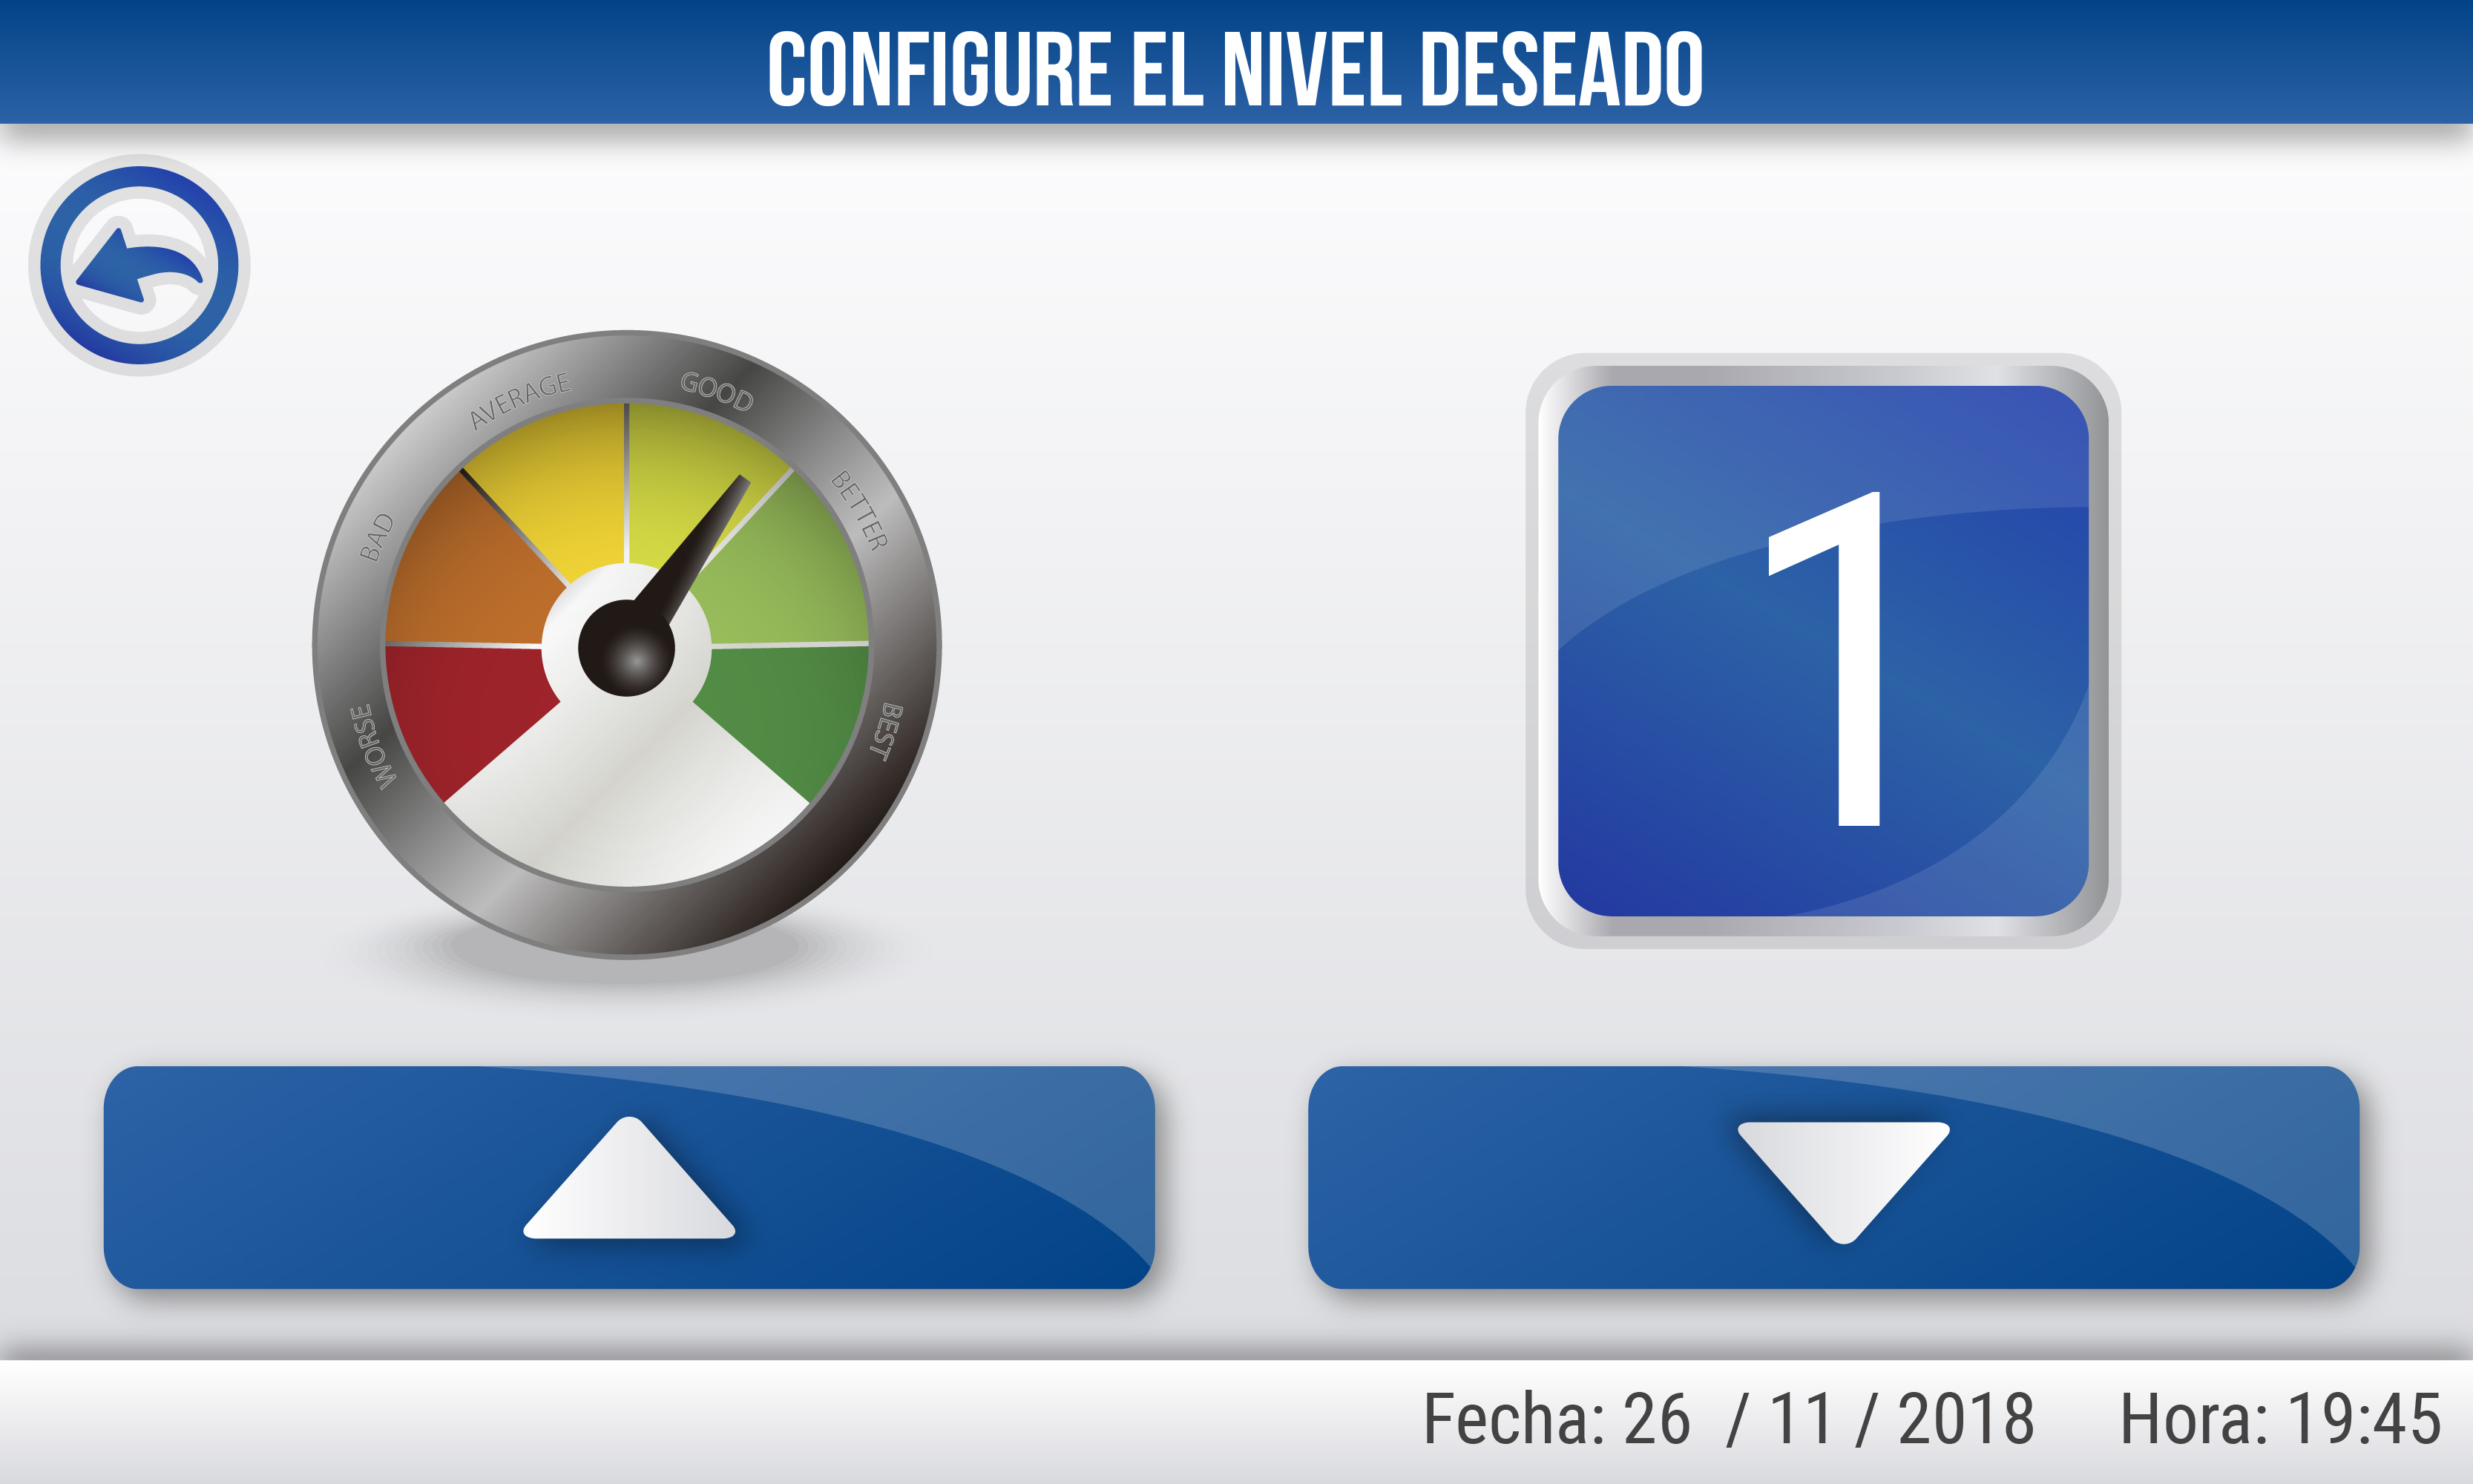 CONFIGURE EL NIVEL DESEADO
WORSE
BAD
AVERAGE
GOOD
BETTER
BEST
1
Fecha: 26 / 11 / 2018 Hora: 19:45